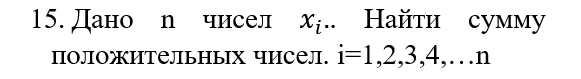 15. Дано n чисел xᵢ.. Найти сумму
положительных чисел. i=1,2,3,4,…n